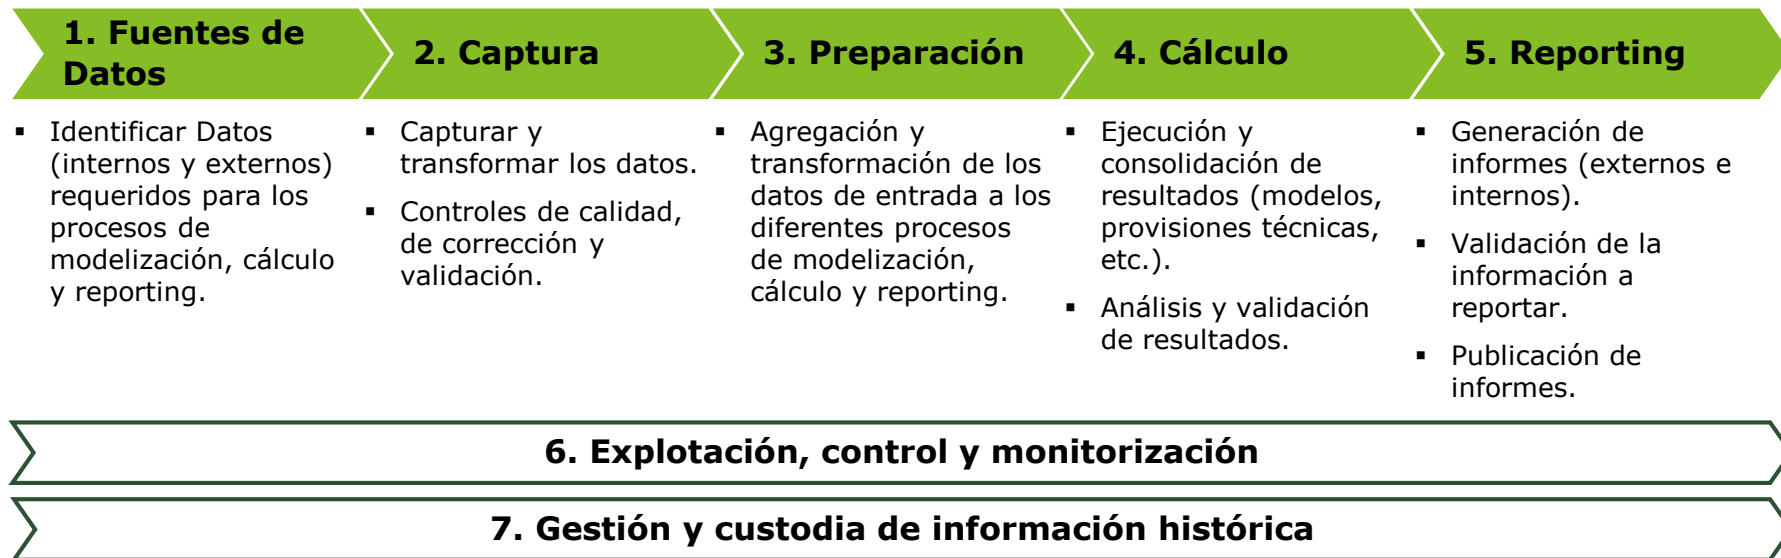 1. Fuentes de
Datos
2. Captura
3. Preparación
4. Cálculo
5. Reporting
▪ Identificar Datos
(internos y externos)
requeridos para los
procesos de
modelización, cálculo
y reporting.
▪ Capturar y
transformar los datos.
▪ Controles de calidad,
de corrección y
validación.
▪ Agregación y
transformación de los
datos de entrada a los
diferentes procesos
de modelización,
cálculo y reporting.
▪ Ejecución y
consolidación de
resultados (modelos,
provisiones técnicas,
etc.).
▪ Análisis y validación
de resultados.
▪ Generación de
informes (externos e
internos).
▪ Validación de la
información a
reportar.
▪ Publicación de
informes.
6. Explotación, control y monitorización
7. Gestión y custodia de información histórica